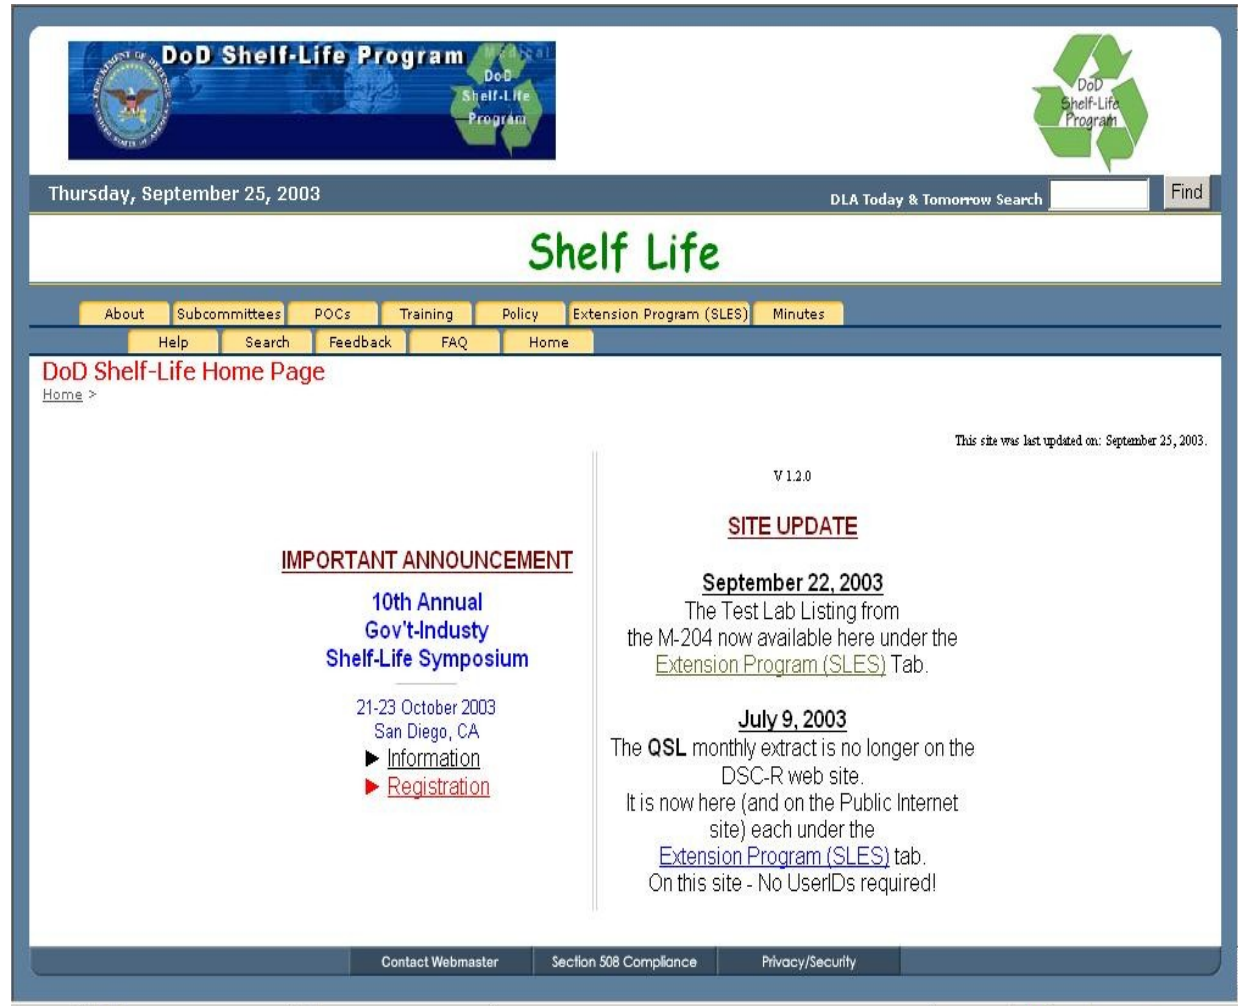 DoD Shelf-Life Program
Medical
DoD
Shelf-Life
Program
DoD
Shelf-Life
Program
Thursday, September 25, 2003
DLA Today & Tomorrow Search
Find
Shelf Life
About Subcommittees POCs Training Policy Extension Program (SLES) Minutes
Help Search Feedback FAQ Home
DoD Shelf-Life Home Page
Home >
This site was last updated on: September 25, 2003.
V 1.2.0
IMPORTANT ANNOUNCEMENT
10th Annual
Gov't-Industy
Shelf-Life Symposium
21-23 October 2003
San Diego, CA
Information
Registration
SITE UPDATE
September 22, 2003
The Test Lab Listing from
the M-204 now available here under the
Extension Program (SLES) Tab.
July 9, 2003
The QSL monthly extract is no longer on the
DSC-R web site.
It is now here (and on the Public Internet
site) each under the
Extension Program (SLES) tab.
On this site - No UserIDs required!
Contact Webmaster Section 508 Compliance Privacy/Security